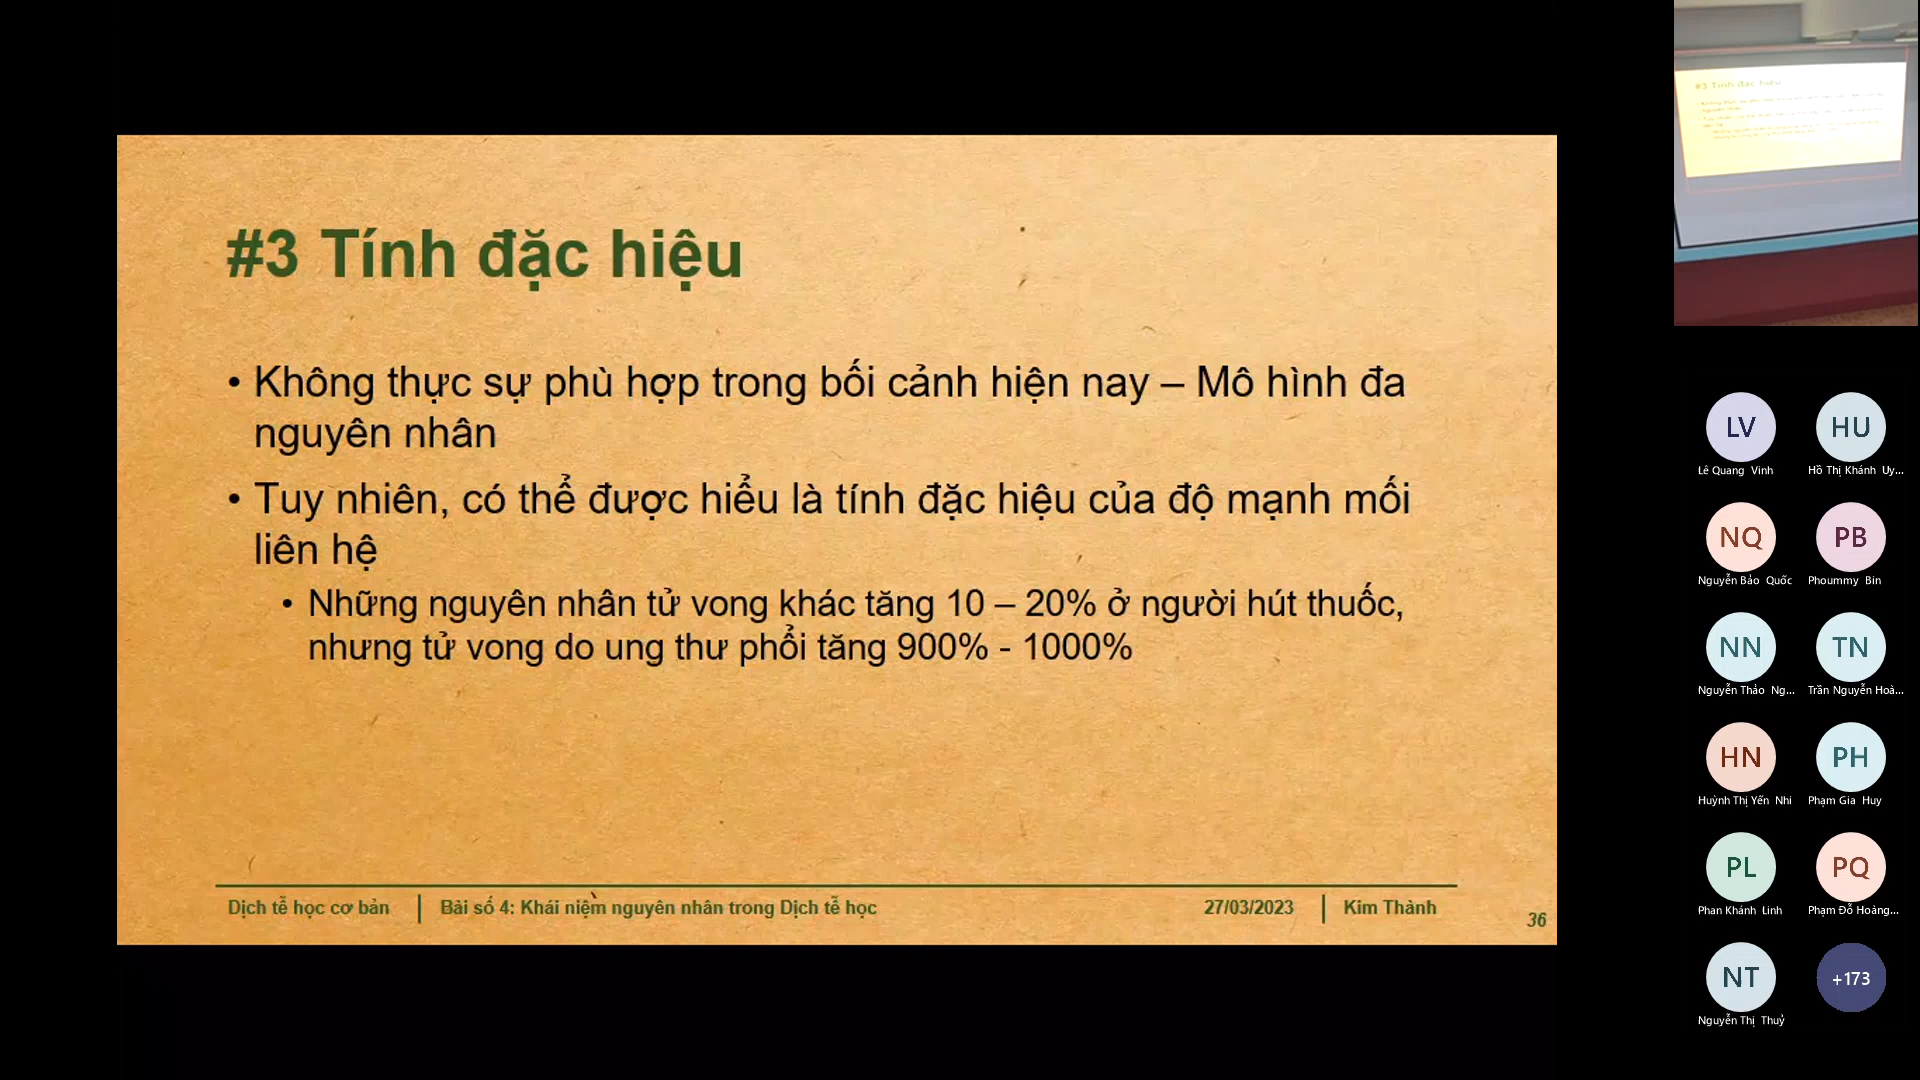 #3 Tính đặc hiệu
• Không thực sự phù hợp trong bối cảnh hiện nay – Mô hình đa
nguyên nhân
• Tuy nhiên, có thể được hiểu là tính đặc hiệu của độ mạnh mối
liên hệ
• Những nguyên nhân tử vong khác tăng 10 – 20% ở người hút thuốc,
nhưng tử vong do ung thư phổi tăng 900% - 1000%
Dịch tễ học cơ bản | Bài số 4: Khái niệm nguyên nhân trong Dịch tễ học
27/03/2023 | Kim Thành
36
#3 Tính đặc hiệu
LV HU
Lê Quang Vinh Hồ Thị Khánh Uy...
NQ PB
Nguyễn Bảo Quốc Phoummy Bin
NN TN
Nguyễn Thảo Ng... Trần Nguyễn Hoà...
HN PH
Huỳnh Thị Yến Nhi Phạm Gia Huy
PL PQ
Phan Khánh Linh Phạm Đỗ Hoàng...
NT +173
Nguyễn Thị Thuỷ